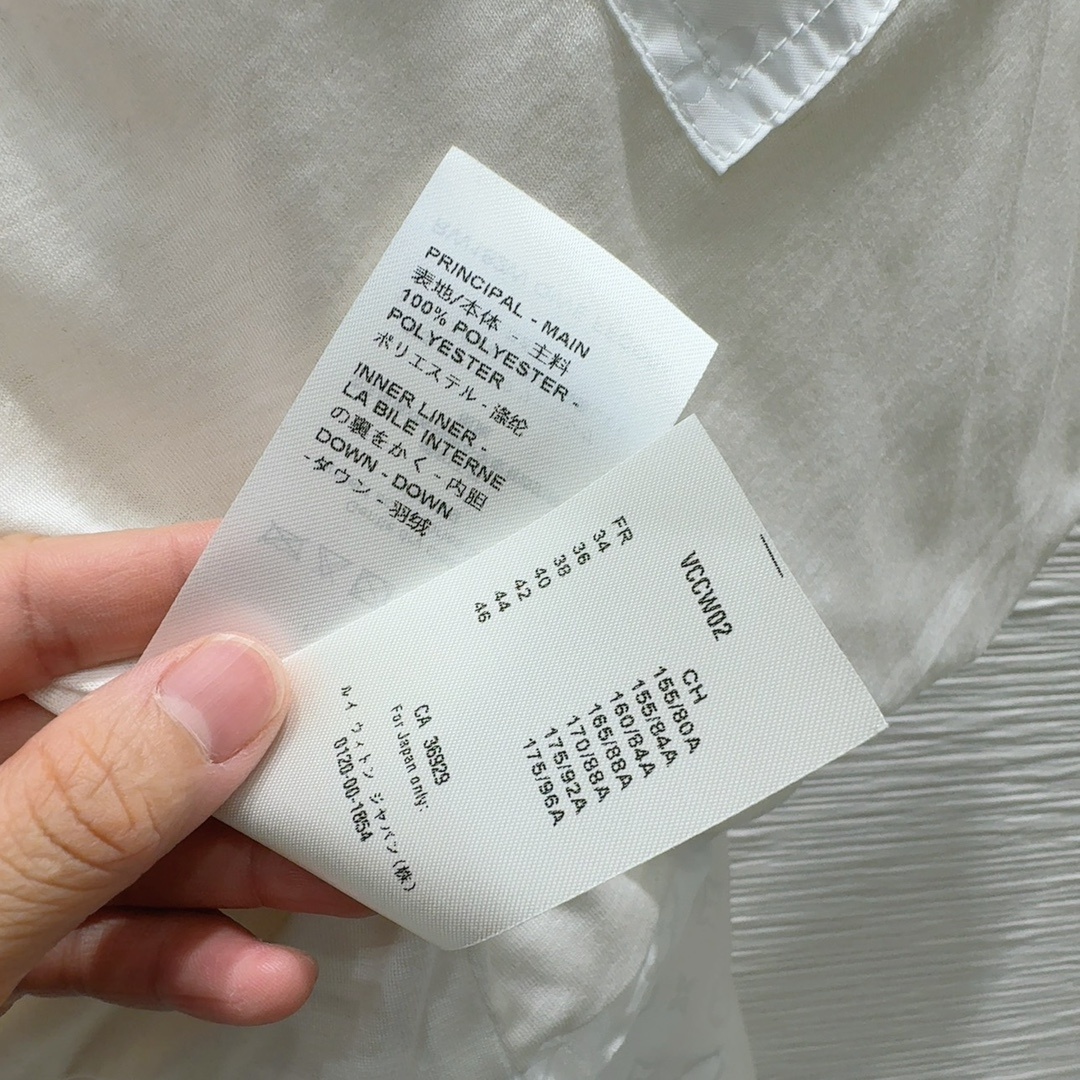 PRINCIPAL - MAIN
表地/本体 - 主料
100% POLYESTER -
POLYESTER
ポリエステル - 涤纶
INNER LINER -
LA BILE INTERNE
の嚢をかく - 内胆
DOWN - DOWN
-ダウン - 羽绒
VCCW02
FR
34
36
38
40
42
44
46
CH
155/80A
155/84A
160/84A
165/88A
170/88A
175/92A
175/96A
CA 36929
For Japan only:
ルイ ヴィトン ジャパン(株)
0120-00-1854